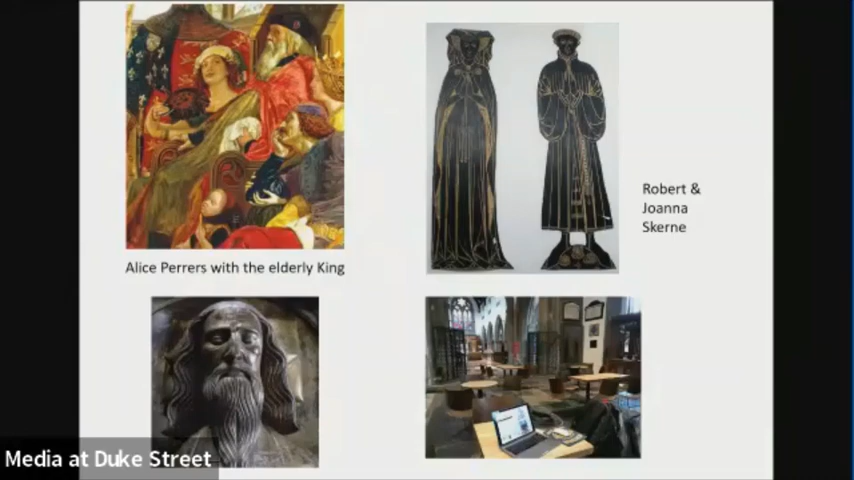 Alice Perrers with the elderly King
Robert &
Joanna
Skerne
Media at Duke Street